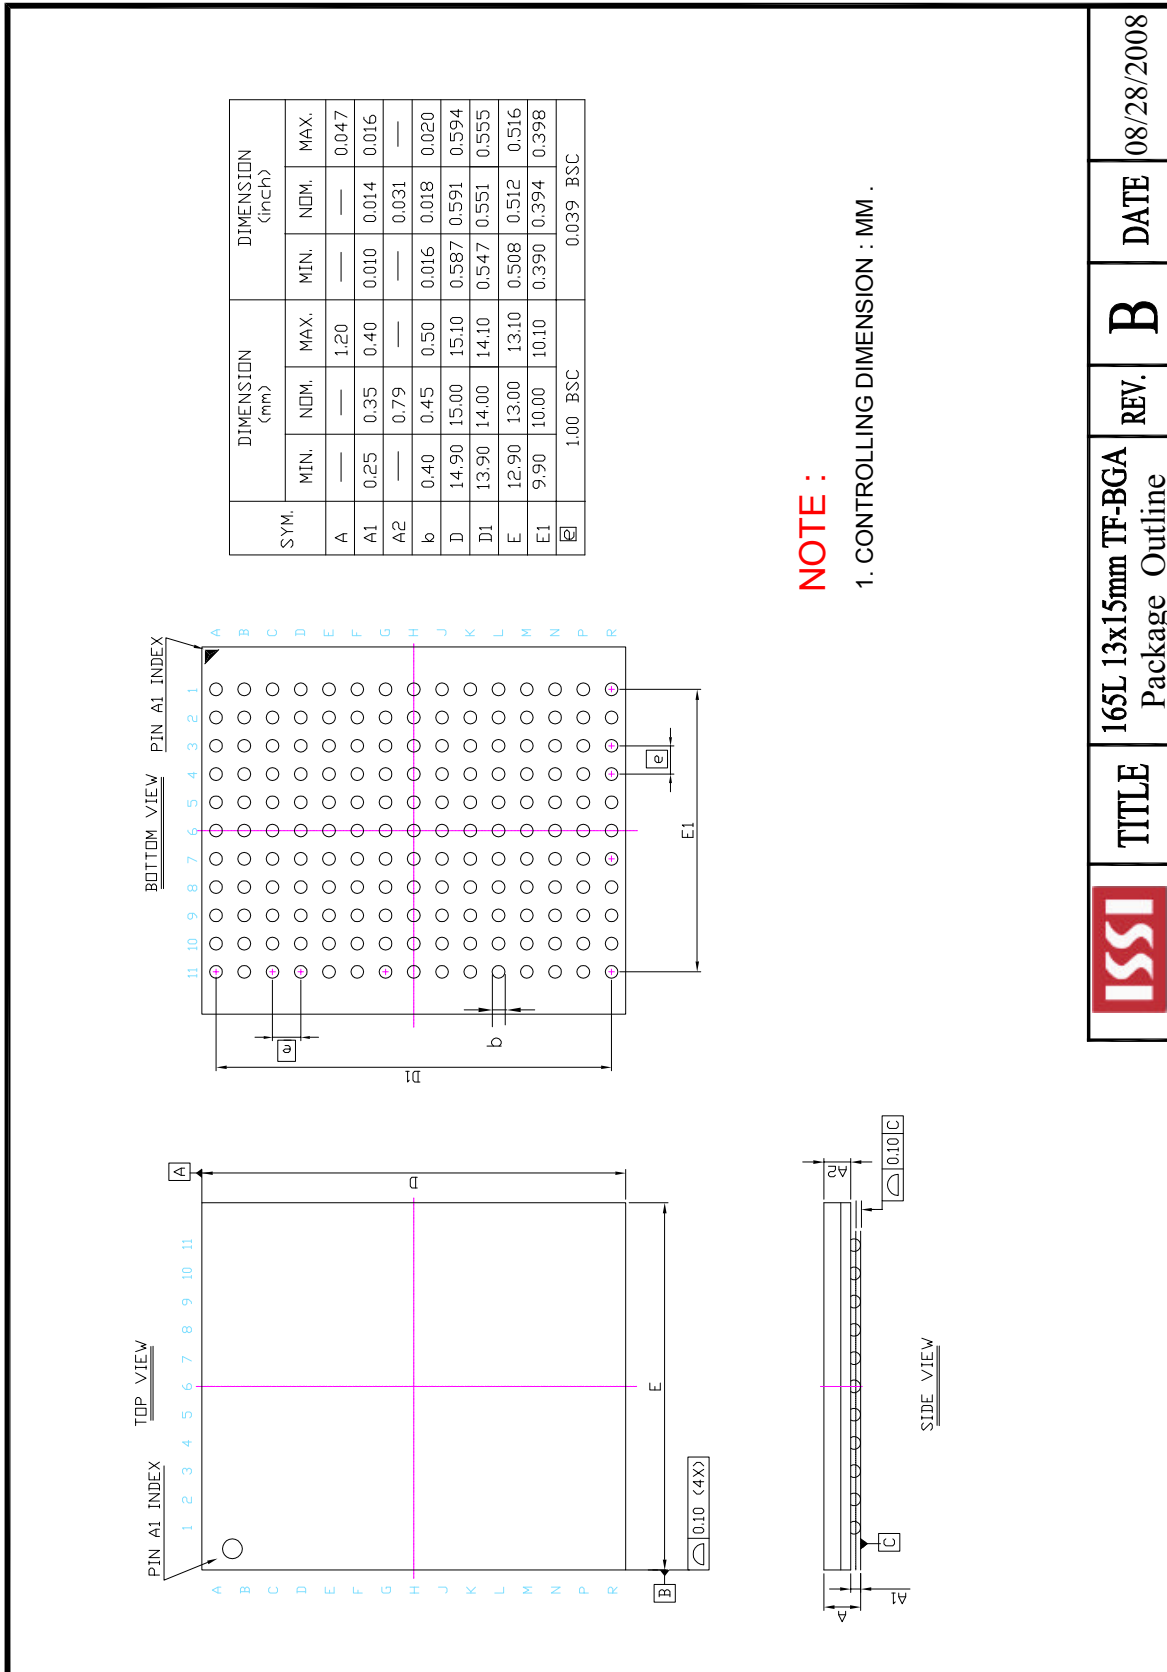 TOP VIEW
PIN A1 INDEX
1 2 3 4 5 6 7 8 9 10 11
A
B
C
D
E
F
G
H
J
K
L
M
N
P
R
A
D
E
B
0.10 (4X)
BOTTOM VIEW
PIN A1 INDEX
11 10 9 8 7 6 5 4 3 2 1
A
B
C
D
E
F
G
H
J
K
L
M
N
P
R
e
D1
b
e
E1
SYM. DIMENSION (mm) DIMENSION (inch)
MIN. NOM. MAX. MIN. NOM. MAX.
A — — 1.20 — — 0.047
A1 0.25 0.35 0.40 0.010 0.014 0.016
A2 — 0.79 — — 0.031 —
b 0.40 0.45 0.50 0.016 0.018 0.020
D 14.90 15.00 15.10 0.587 0.591 0.594
D1 13.90 14.00 14.10 0.547 0.551 0.555
E 12.90 13.00 13.10 0.508 0.512 0.516
E1 9.90 10.00 10.10 0.390 0.394 0.398
e 1.00 BSC 0.039 BSC
A
A1
A2
C
0.10 C
SIDE VIEW
NOTE :
1. CONTROLLING DIMENSION : MM .
ISSI
TITLE
165L 13x15mm TF-BGA
Package Outline
REV.
B
DATE
08/28/2008